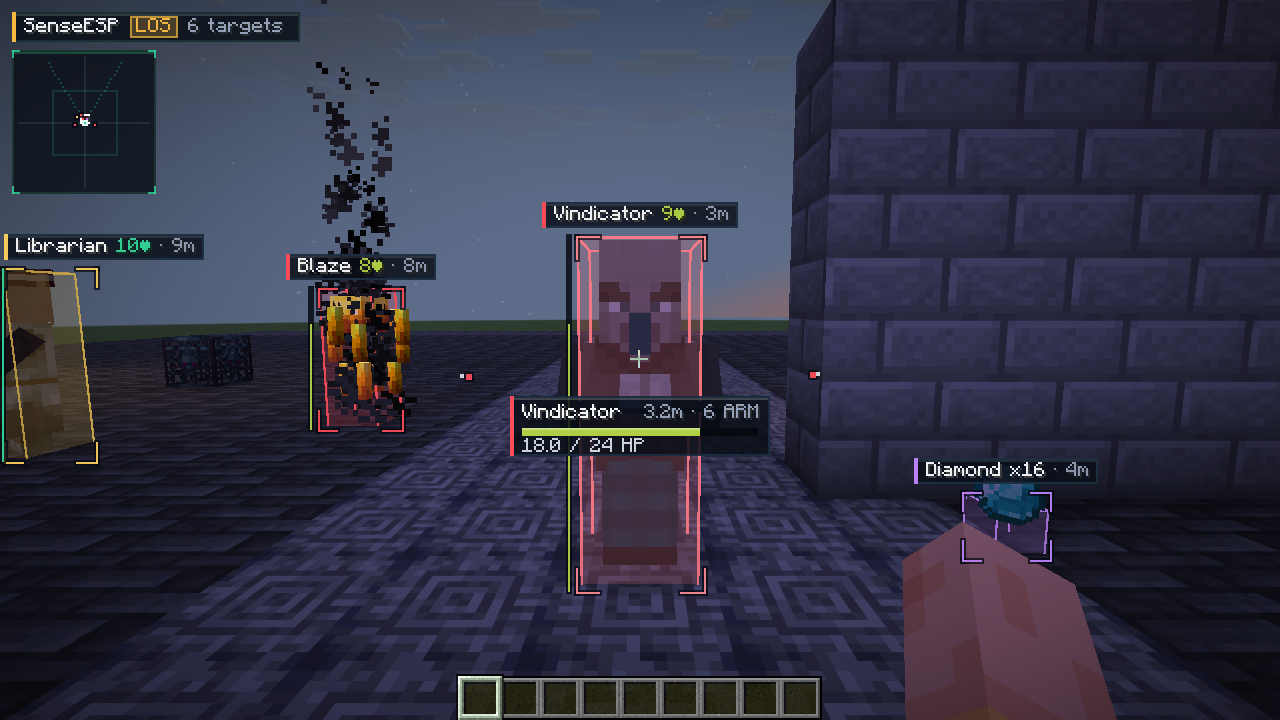 SenseESP LOS 6 targets
Vindicator 9♥ · 3m
Librarian 10♥ · 9m
Blaze 8♥ · 8m
Vindicator 3.2m · 6 ARM
18.0 / 24 HP
Diamond x16 · 4m